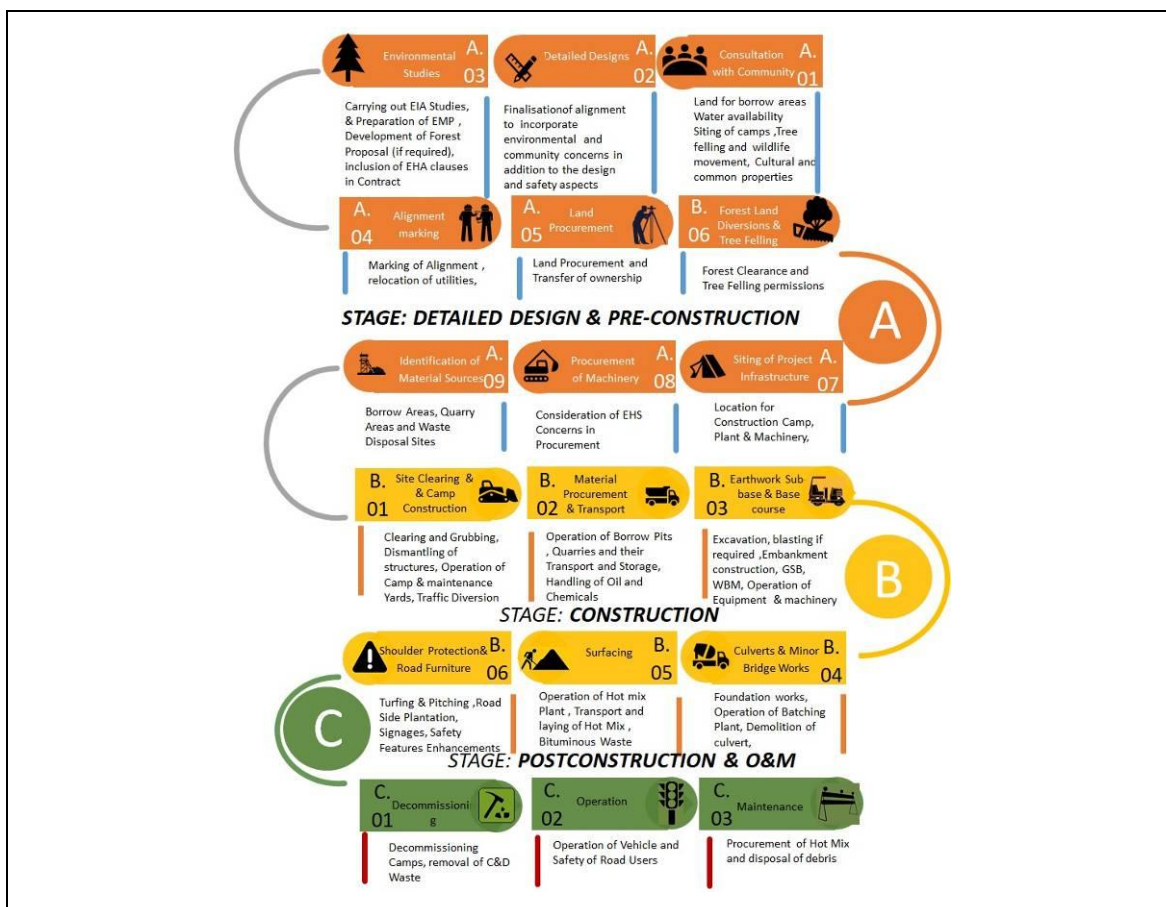 Environmental A.
Studies 03
Carrying out EIA Studies,
& Preparation of EMP ,
Development of Forest
Proposal (if required),
inclusion of EHA clauses
in Contract
Detailed Designs A.
02
Finalisationof alignment
to incorporate
environmental and
community concerns in
addition to the design
and safety aspects
Consultation A.
with Community 01
Land for borrow areas
Water availability
Siting of camps ,Tree
felling and wildlife
movement, Cultural and
common properties
A. Alignment
04 marking
Marking of Alignment ,
relocation of utilities,
A. Land
05 Procurement
Land Procurement and
Transfer of ownership
B. Forest Land
06 Diversions &
Tree Felling
Forest Clearance and
Tree Felling permissions
A
STAGE: DETAILED DESIGN & PRE-CONSTRUCTION
Identification of A.
Material Sources 09
Borrow Areas, Quarry
Areas and Waste
Disposal Sites
Procurement A.
of Machinery 08
Consideration of EHS
Concerns in
Procurement
Siting of Project A.
Infrastructure 07
Location for
Construction Camp,
Plant & Machinery,
B. Site Clearing &
01 & Camp
Construction
Clearing and Grubbing,
Dismantling of
structures, Operation of
Camp & maintenance
Yards, Traffic Diversion
B. Material
02 Procurement
& Transport
Operation of Borrow Pits
, Quarries and their
Transport and Storage,
Handling of Oil and
Chemicals
B. Earthwork Sub-
03 base & Base
course
Excavation, blasting if
required ,Embankment
construction, GSB,
WBM, Operation of
Equipment & machinery
B
STAGE: CONSTRUCTION
Shoulder Protection& B.
Road Furniture 06
Turfing & Pitching ,Road
Side Plantation,
Signages, Safety
Features Enhancements
Surfacing B.
05
Operation of Hot mix
Plant , Transport and
laying of Hot Mix ,
Bituminous Waste
Culverts & Minor B.
Bridge Works 04
Foundation works,
Operation of Batching
Plant, Demolition of
culvert,
C
STAGE: POSTCONSTRUCTION & O&M
C. Decommissionin
01 g
Decommissioning
Camps, removal of C&D
Waste
C. Operation
02
Operation of Vehicle and
Safety of Road Users
C. Maintenance
03
Procurement of Hot Mix
and disposal of debris